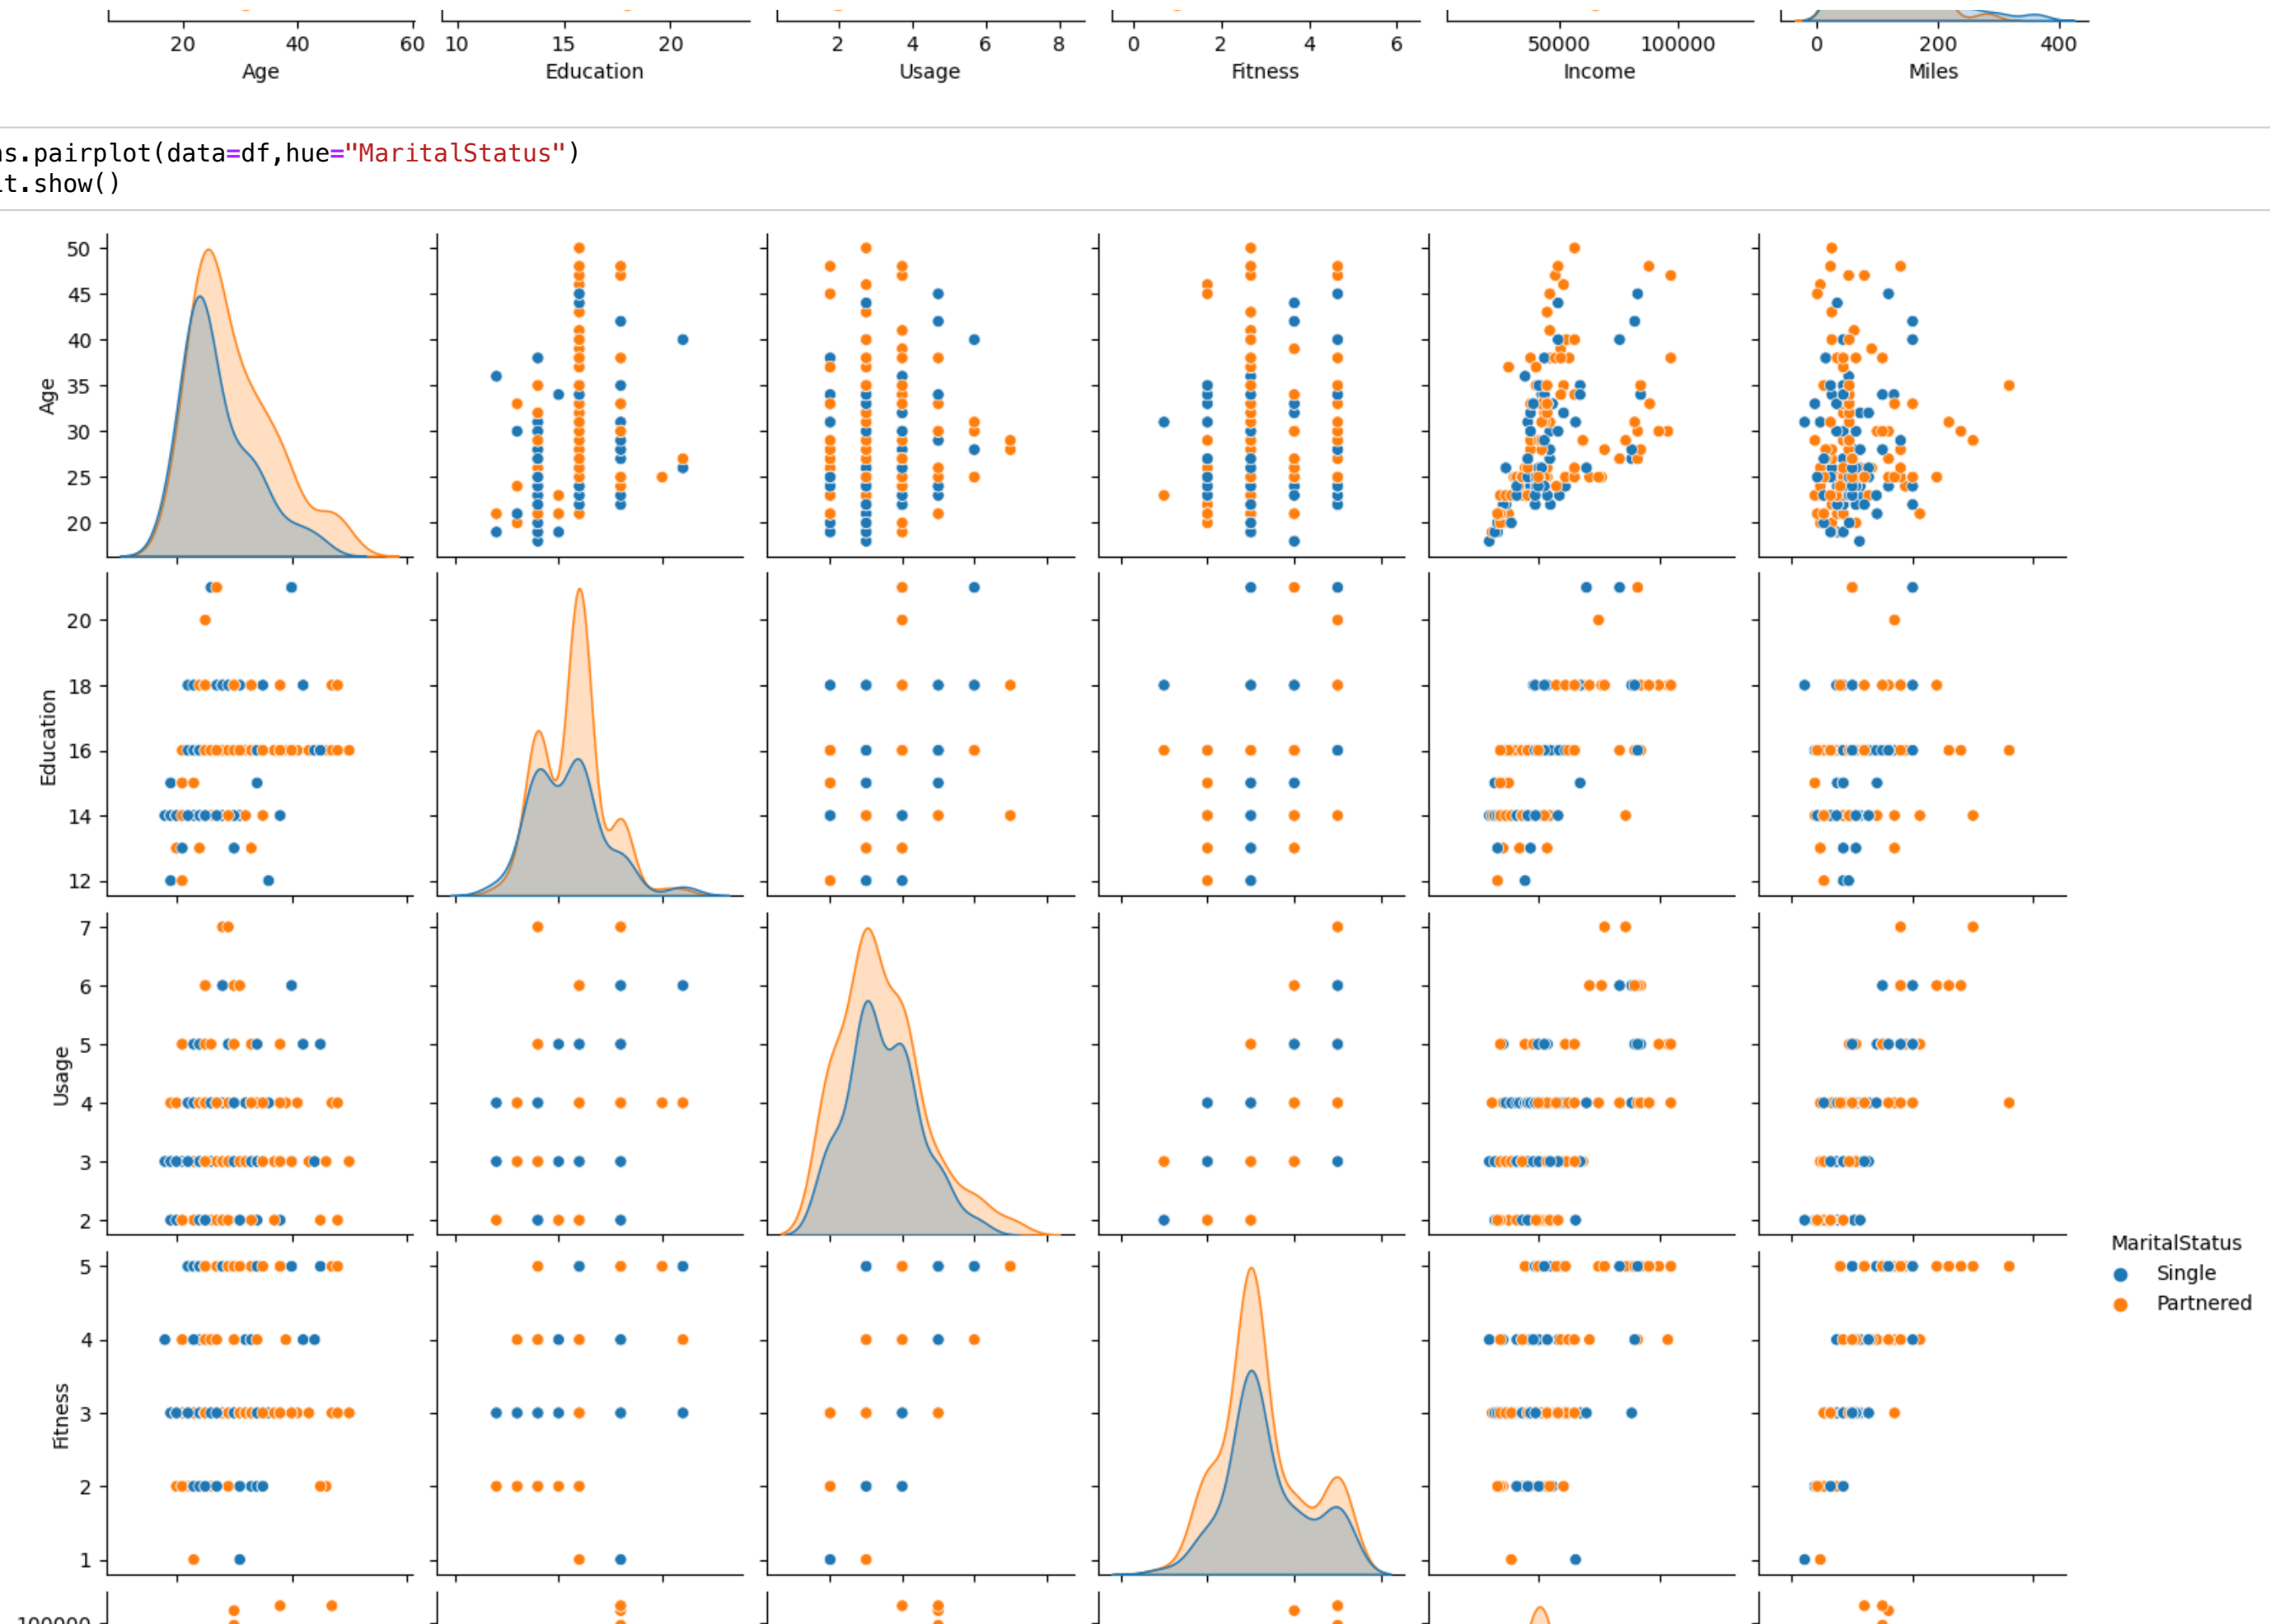 20 40 60 10 15 20 2 4 6 8 0 2 4 6 50000 100000 0 200 400
Age Education Usage Fitness Income Miles
ns.pairplot(data=df,hue="MaritalStatus")
lt.show()
50
45
40
35
30
25
20
Age
20
18
16
14
12
Education
7
6
5
4
3
2
Usage
MaritalStatus
Single
Partnered
5
4
3
2
1
Fitness
100000